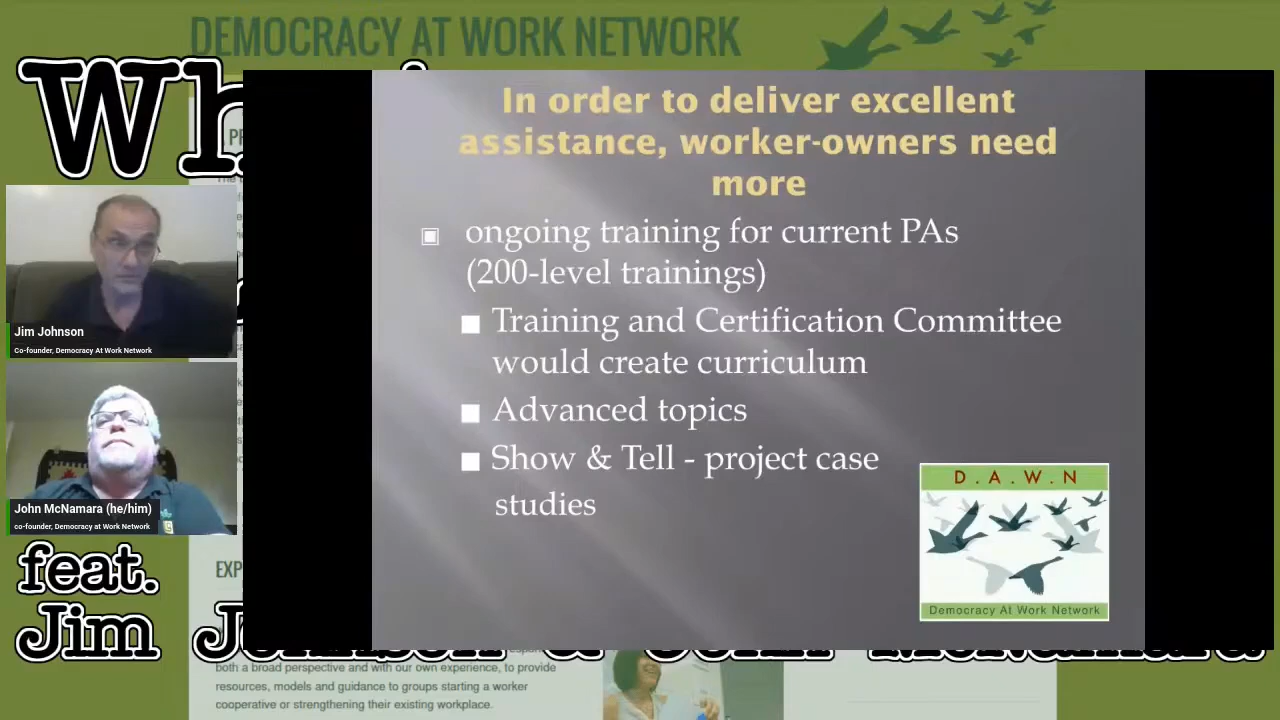 DEMOCRACY AT WORK NETWORK
Wh
In order to deliver excellent
assistance, worker-owners need
more
ongoing training for current PAs
(200-level trainings)
Training and Certification Committee
would create curriculum
Advanced topics
Show & Tell - project case
studies
D.A.W.N
Democracy At Work Network
Jim Johnson
Co-founder, Democracy At Work Network
John McNamara (he/him)
co-founder, Democracy at Work Network
feat.
Jim
EXP
both a broad perspective and with our own experience, to provide
resources, models and guidance to groups starting a worker
cooperative or strengthening their existing workplace.